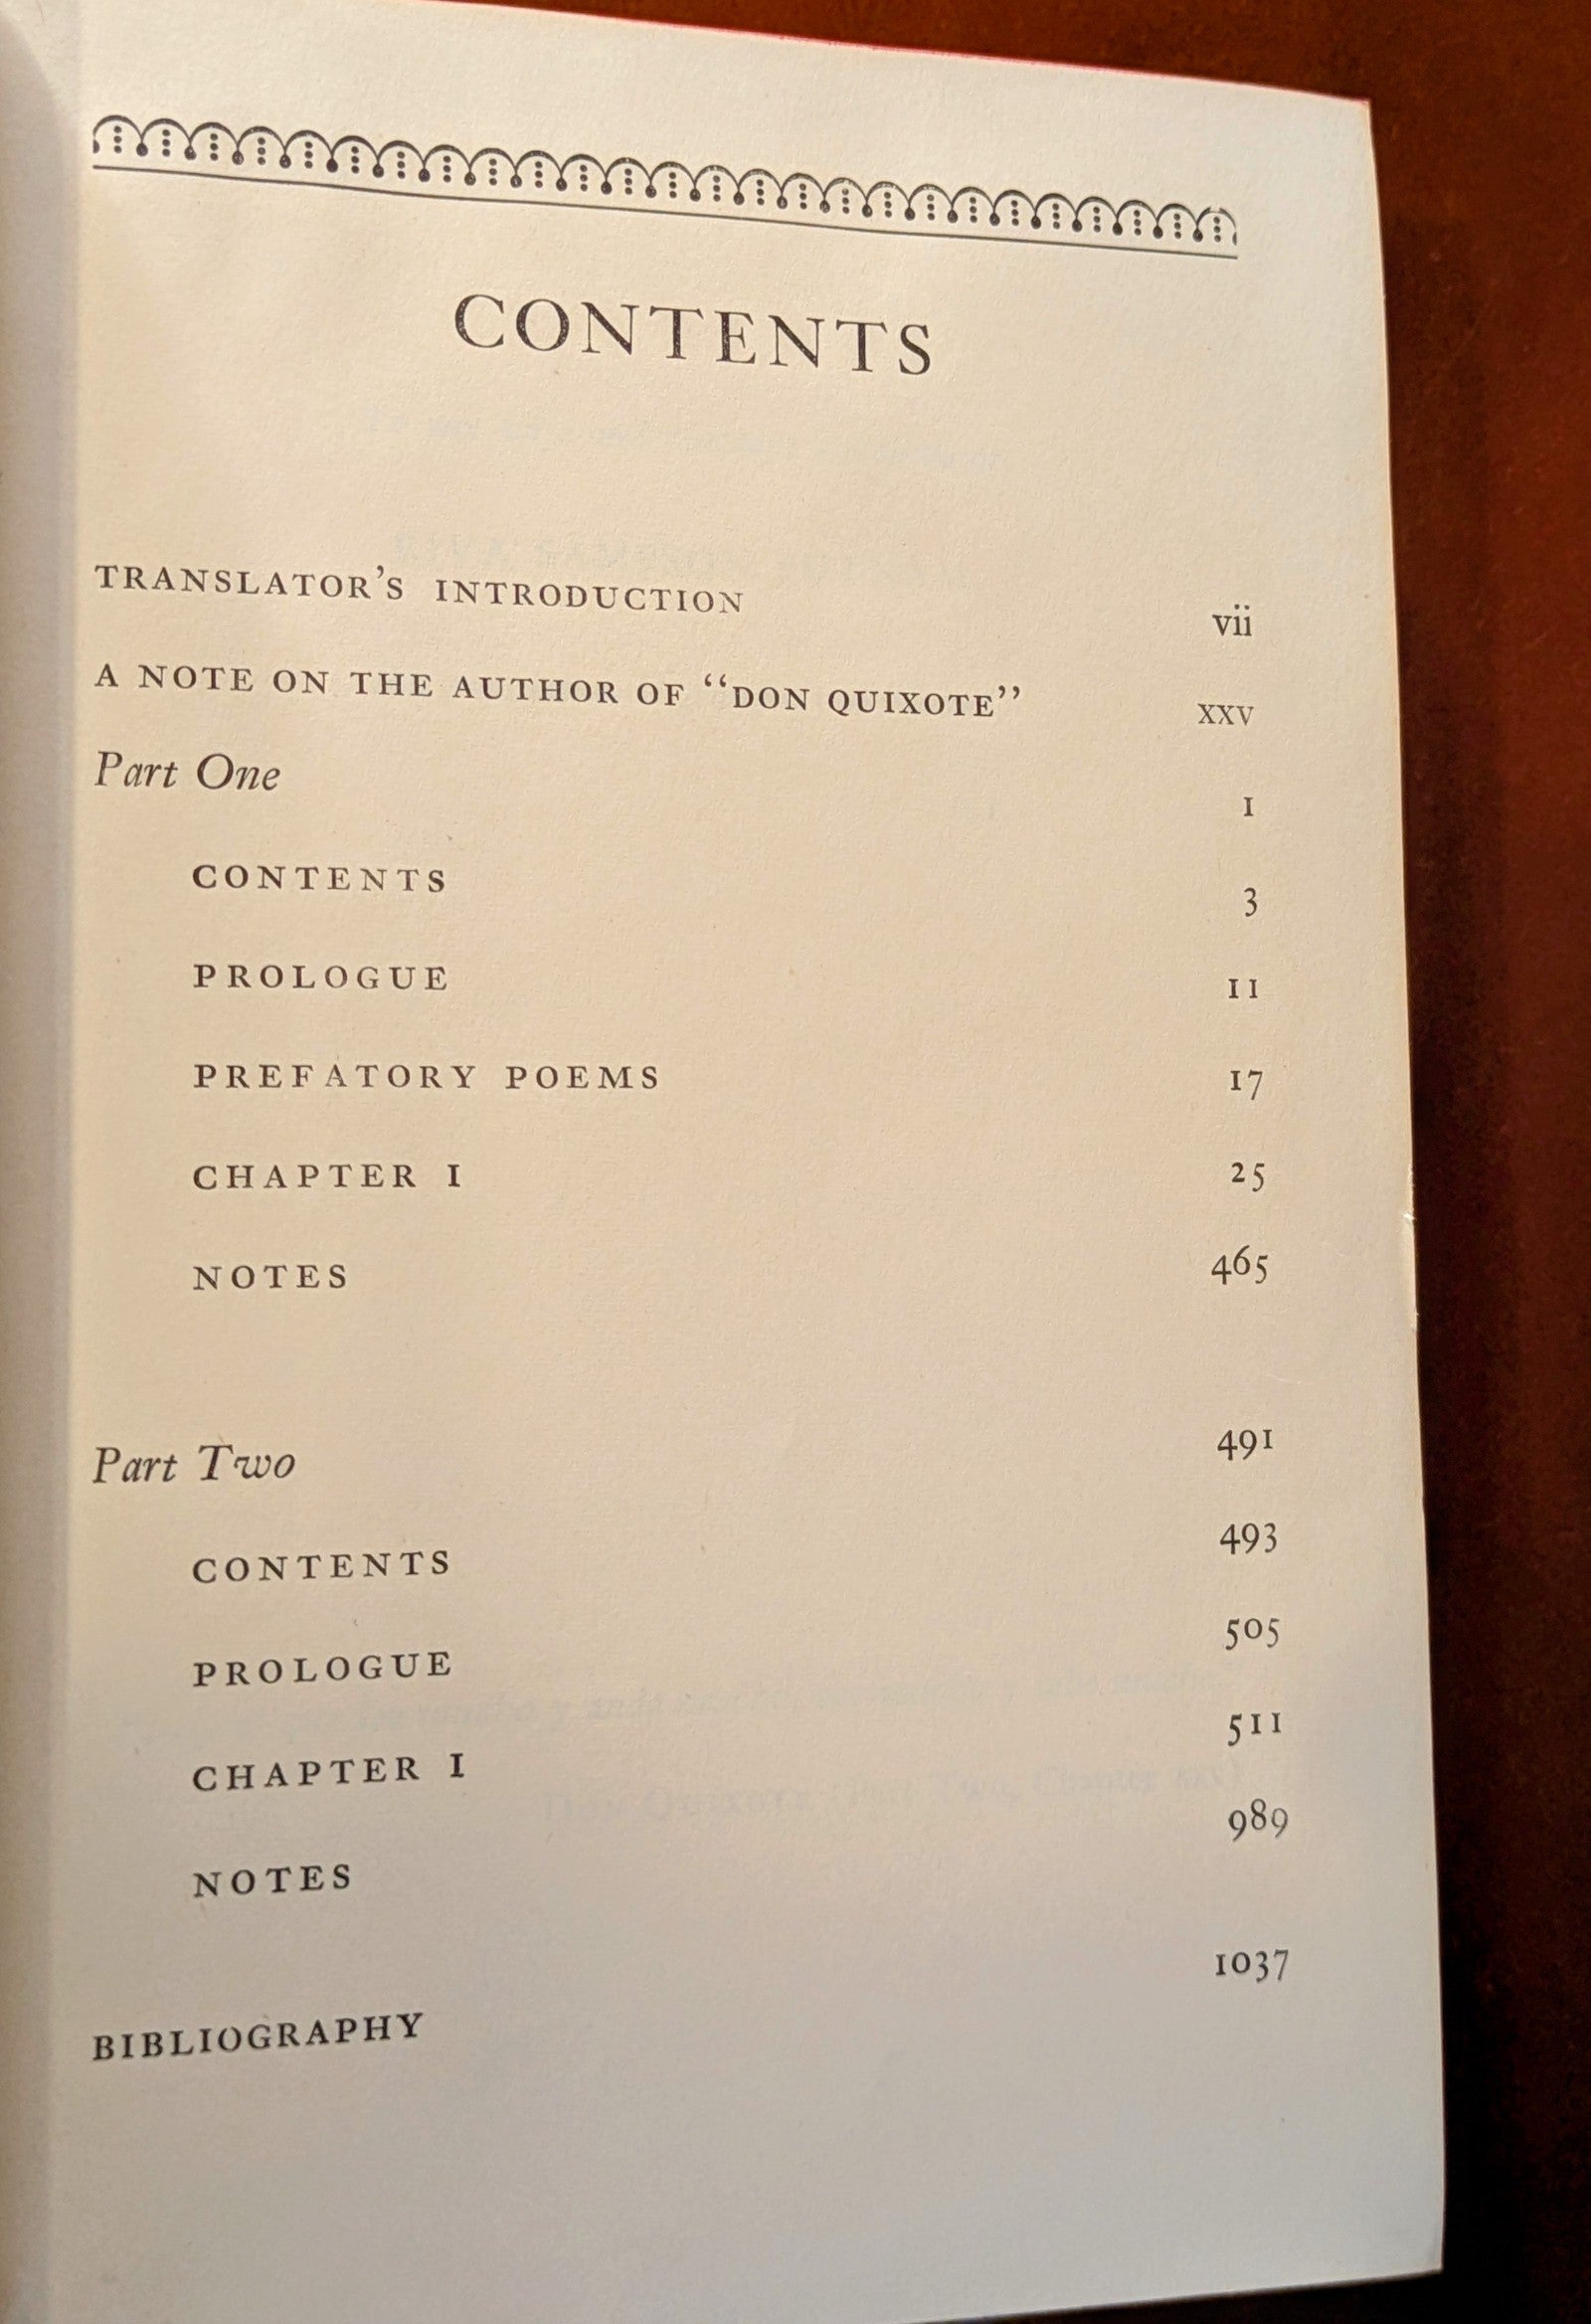 CONTENTS
TRANSLATOR'S INTRODUCTION vii
A NOTE ON THE AUTHOR OF “DON QUIXOTE” xxv
Part One 1
CONTENTS 3
PROLOGUE 11
PREFATORY POEMS 17
CHAPTER I 25
NOTES 465
Part Two 491
CONTENTS 493
PROLOGUE 505
CHAPTER I 511
NOTES 989
BIBLIOGRAPHY 1037